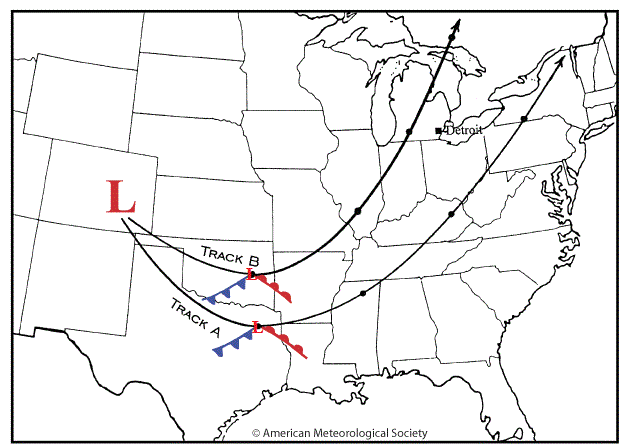 Detroit
L
TRACK B
L
TRACK A
L
© American Meteorological Society